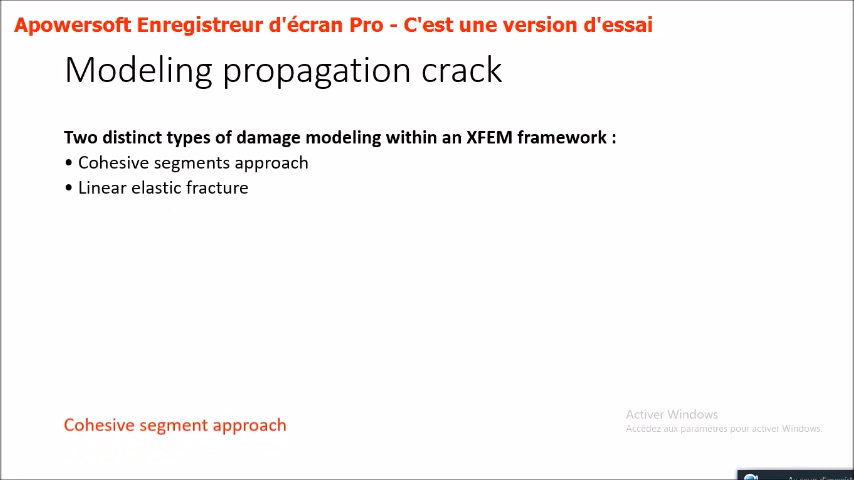 Apowersoft Enregistreur d'écran Pro - C'est une version d'essai
Modeling propagation crack
Two distinct types of damage modeling within an XFEM framework :
• Cohesive segments approach
• Linear elastic fracture
Cohesive segment approach
Activer Windows
Accédez aux paramètres pour activer Windows.